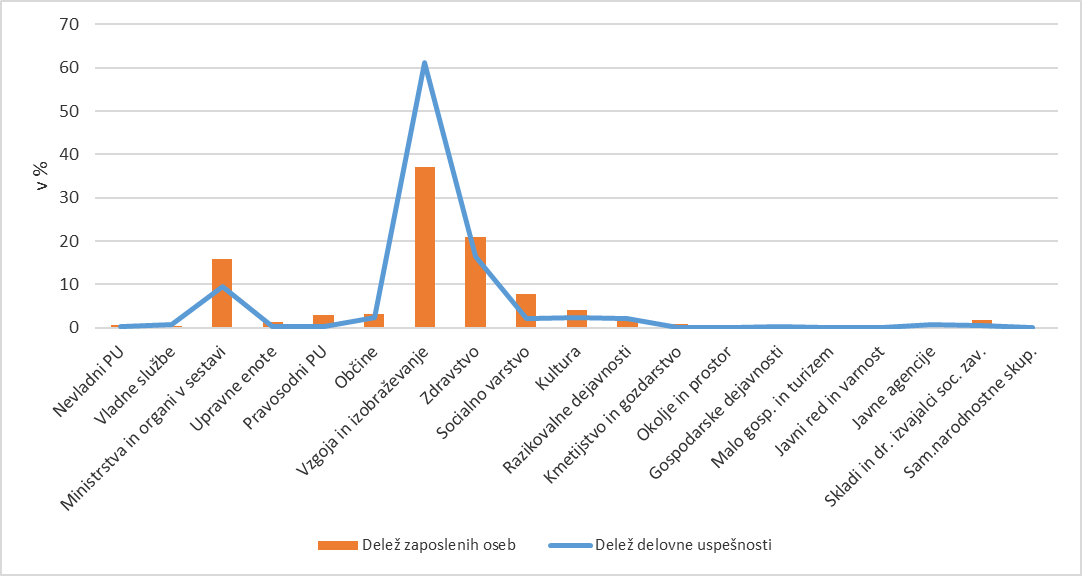 70
60
50
40
30
20
10
0
v %
Nevladni PU
Vladne službe
Ministrstva in organi v sestavi
Upravne enote
Pravosodni PU
Občine
Vzgoja in izobraževanje
Zdravstvo
Socialno varstvo
Kultura
Razikovalne dejavnosti
Kmetijstvo in gozdarstvo
Okolje in prostor
Gospodarske dejavnosti
Malo gosp. in turizem
Javni red in varnost
Javne agencije
Skladi in dr. izvajalci soc. zav.
Sam.narodnostne skup.
Delež zaposlenih oseb
Delež delovne uspešnosti